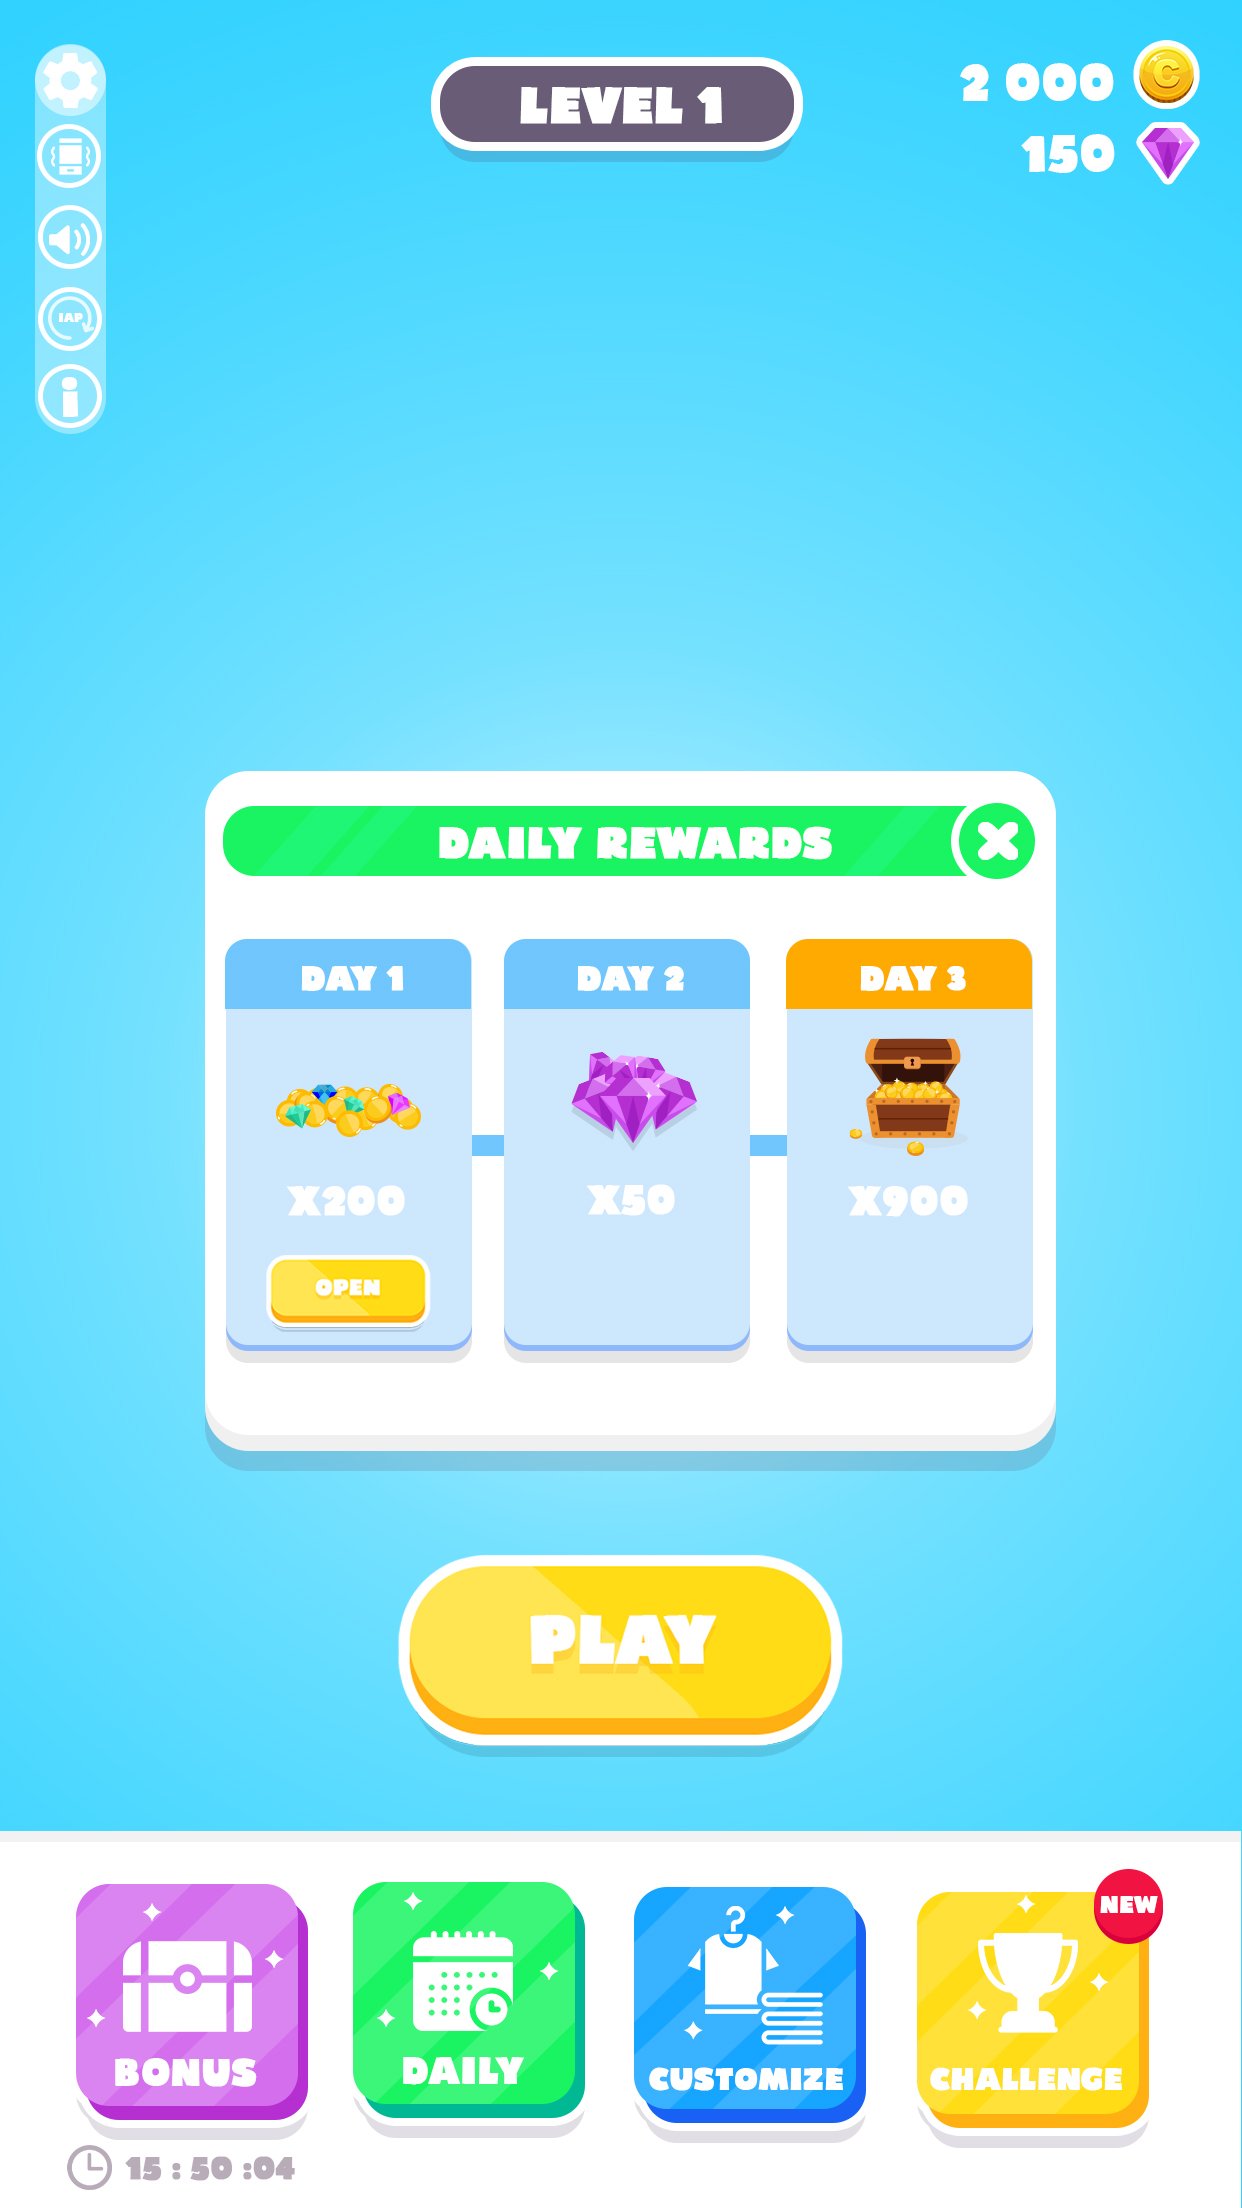 LEVEL 1
2 000
C
150
IAP
i
DAILY REWARDS
DAY 1
DAY 2
DAY 3
X200
X50
X900
OPEN
PLAY
NEW
BONUS
DAILY
CUSTOMIZE
CHALLENGE
15 : 50 :04